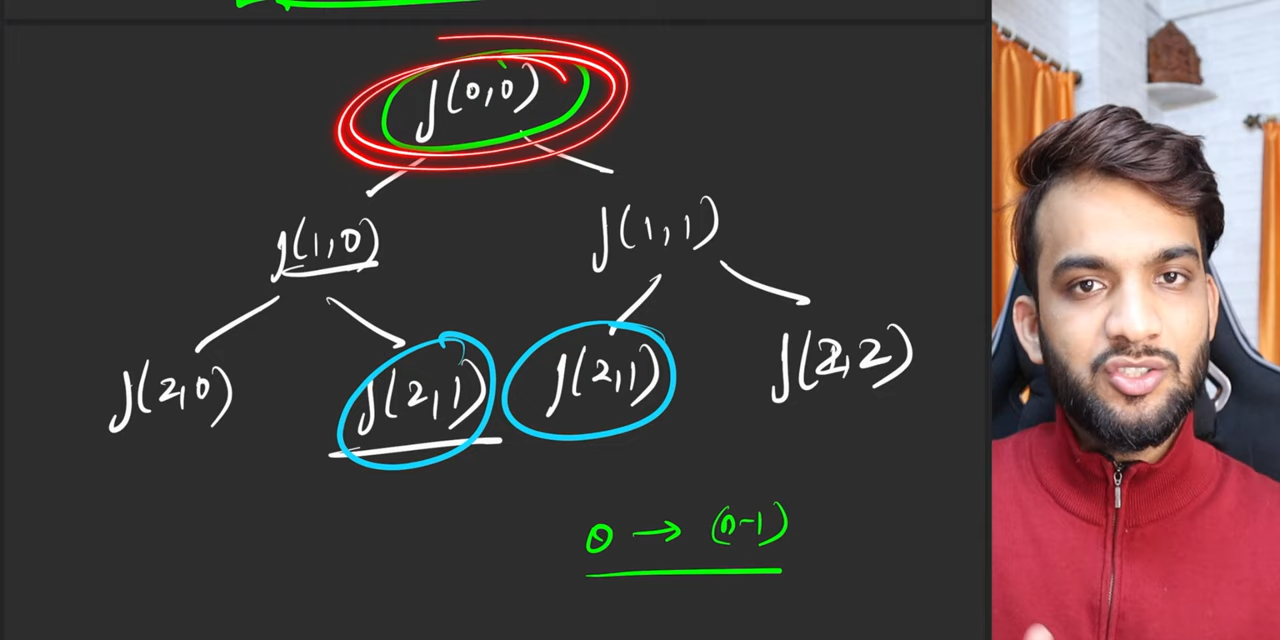 f(0,0)
f(1,0) f(1,1)
f(2,0) f(2,1) f(2,1) f(2,2)
0 → (n-1)